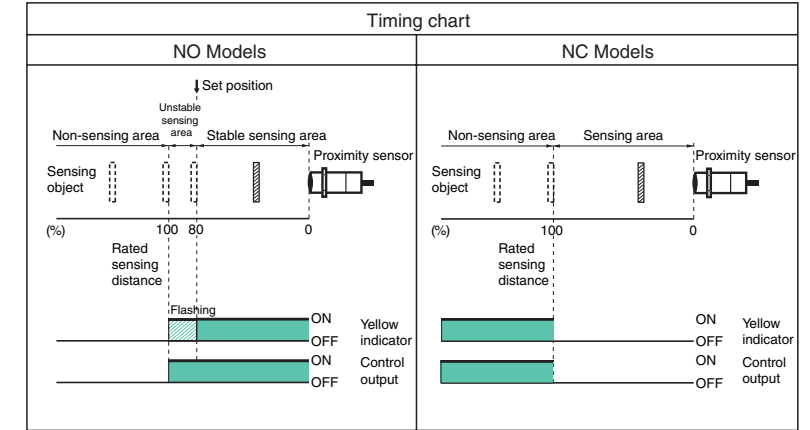 Timing chart
NO Models
NC Models
Set position
Unstable
sensing
area
Non-sensing area
Stable sensing area
Proximity sensor
Sensing
object
(%)
100
80
0
Rated
sensing
distance
Flashing
ON
OFF
Yellow
indicator
ON
OFF
Control
output
Non-sensing area
Sensing area
Proximity sensor
Sensing
object
(%)
100
0
Rated
sensing
distance
ON
OFF
Yellow
indicator
ON
OFF
Control
output